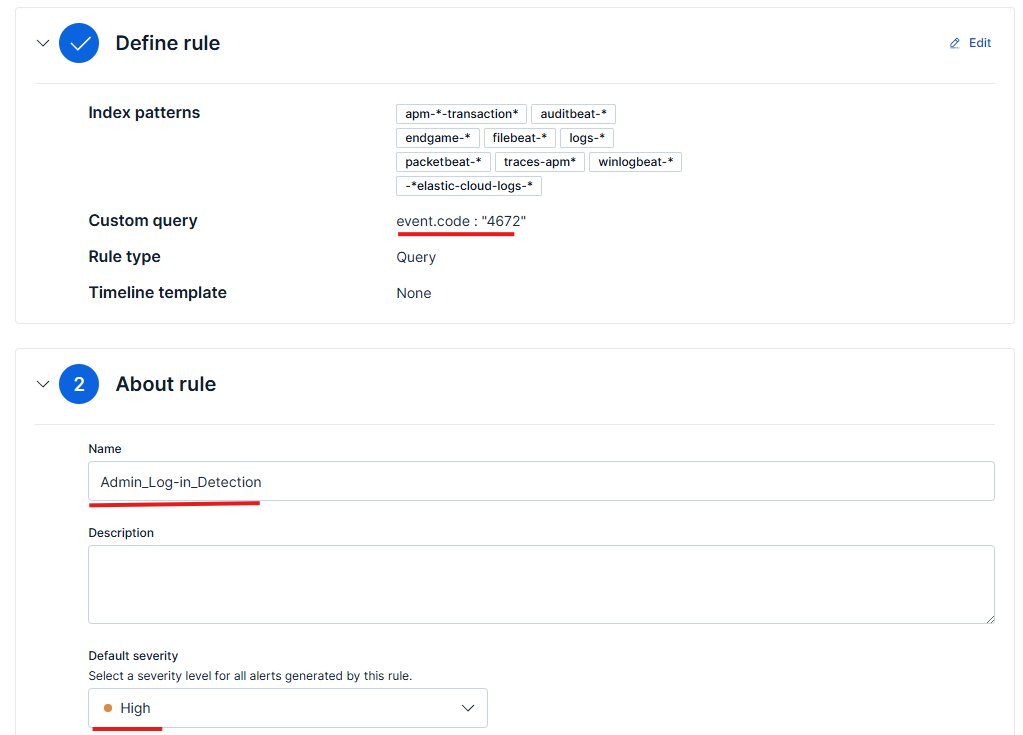 Define rule
Edit
Index patterns
apm-*-transaction* auditbeat-*
endgame-* filebeat-* logs-*
packetbeat-* traces-apm* winlogbeat-*
-*elastic-cloud-logs-*
Custom query
event.code : "4672"
Rule type
Query
Timeline template
None
2
About rule
Name
Admin_Log-in_Detection
Description
Default severity
Select a severity level for all alerts generated by this rule.
High